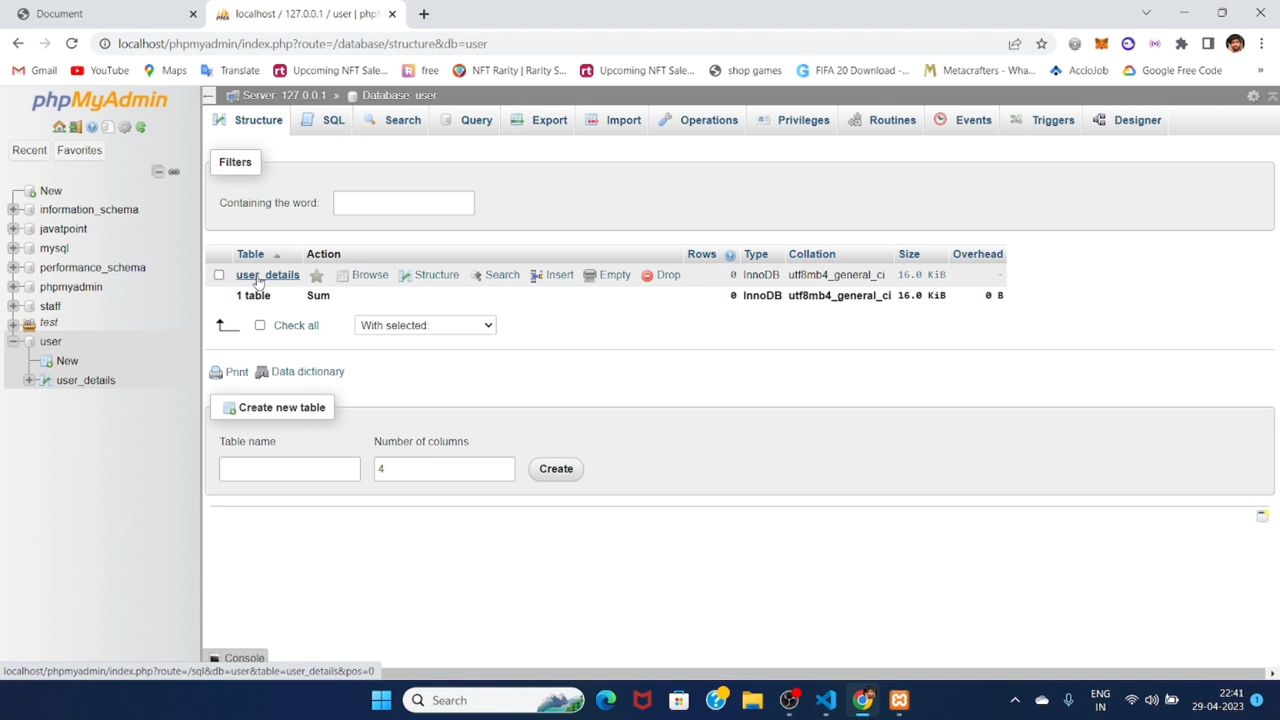 Document
localhost / 127.0.0.1 / user | phpM
localhost/phpmyadmin/index.php?route=/database/structure&db=user
Gmail YouTube Maps Translate Upcoming NFT Sale... free NFT Rarity | Rarity S... Upcoming NFT Sale... shop games FIFA 20 Download -... Metacrafters - Wha... AccioJob Google Free Code »
phpMyAdmin
Recent Favorites
New
information_schema
javatpoint
mysql
performance_schema
phpmyadmin
staff
test
user
New
user_details
Server: 127.0.0.1 » Database: user
Structure SQL Search Query Export Import Operations Privileges Routines Events Triggers Designer
Filters
Containing the word:
Table Action Rows Type Collation Size Overhead
user_details Browse Structure Search Insert Empty Drop 0 InnoDB utf8mb4_general_ci 16.0 KiB -
1 table Sum 0 InnoDB utf8mb4_general_ci 16.0 KiB 0 B
Check all With selected:
Print Data dictionary
Create new table
Table name Number of columns
4 Create
Console
localhost/phpmyadmin/index.php?route=/sql&db=user&table=user_details&pos=0
Search
ENG
IN
22:41
29-04-2023